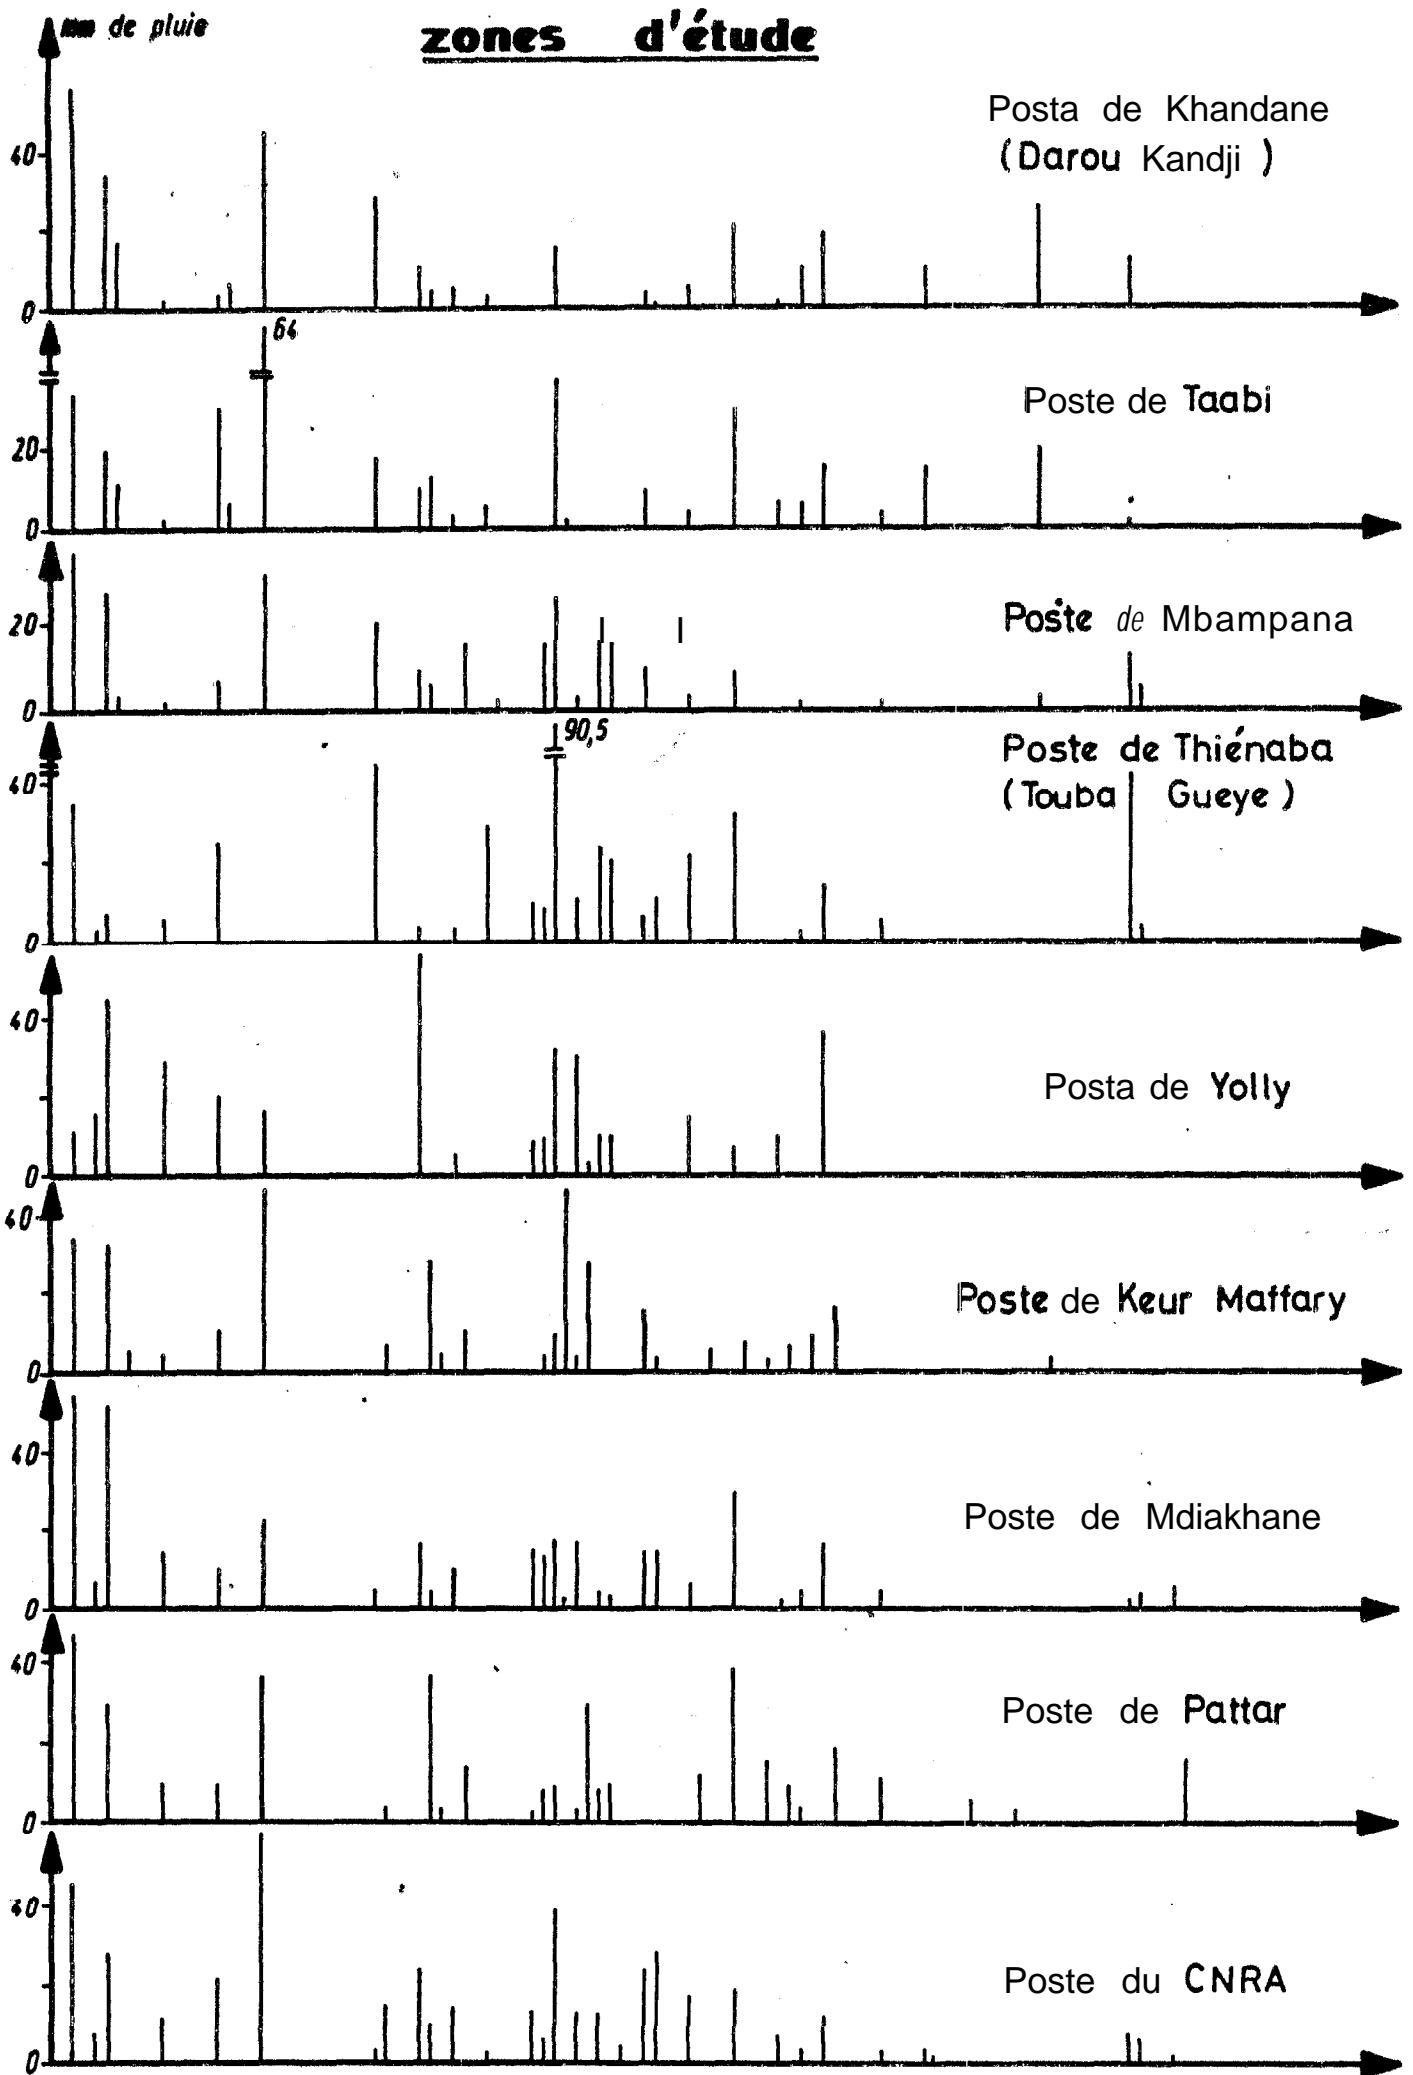 mm de pluie
zones d'étude
Posta de Khandane
(Darou Kandji )
40
0
64
Poste de Taabi
20
0
Poste de Mbampana
20
0
90,5
Poste de Thiénaba
(Touba Gueye )
40
0
40
Posta de Yolly
0
40
Poste de Keur Maffary
0
40
Poste de Mdiakhane
0
40
Poste de Pattar
0
40
Poste du CNRA
0